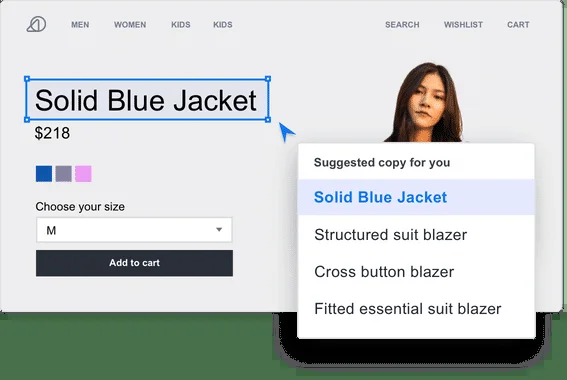 MEN WOMEN KIDS KIDS SEARCH WISHLIST CART
Solid Blue Jacket
$218
Choose your size
M
Add to cart
Suggested copy for you
Solid Blue Jacket
Structured suit blazer
Cross button blazer
Fitted essential suit blazer